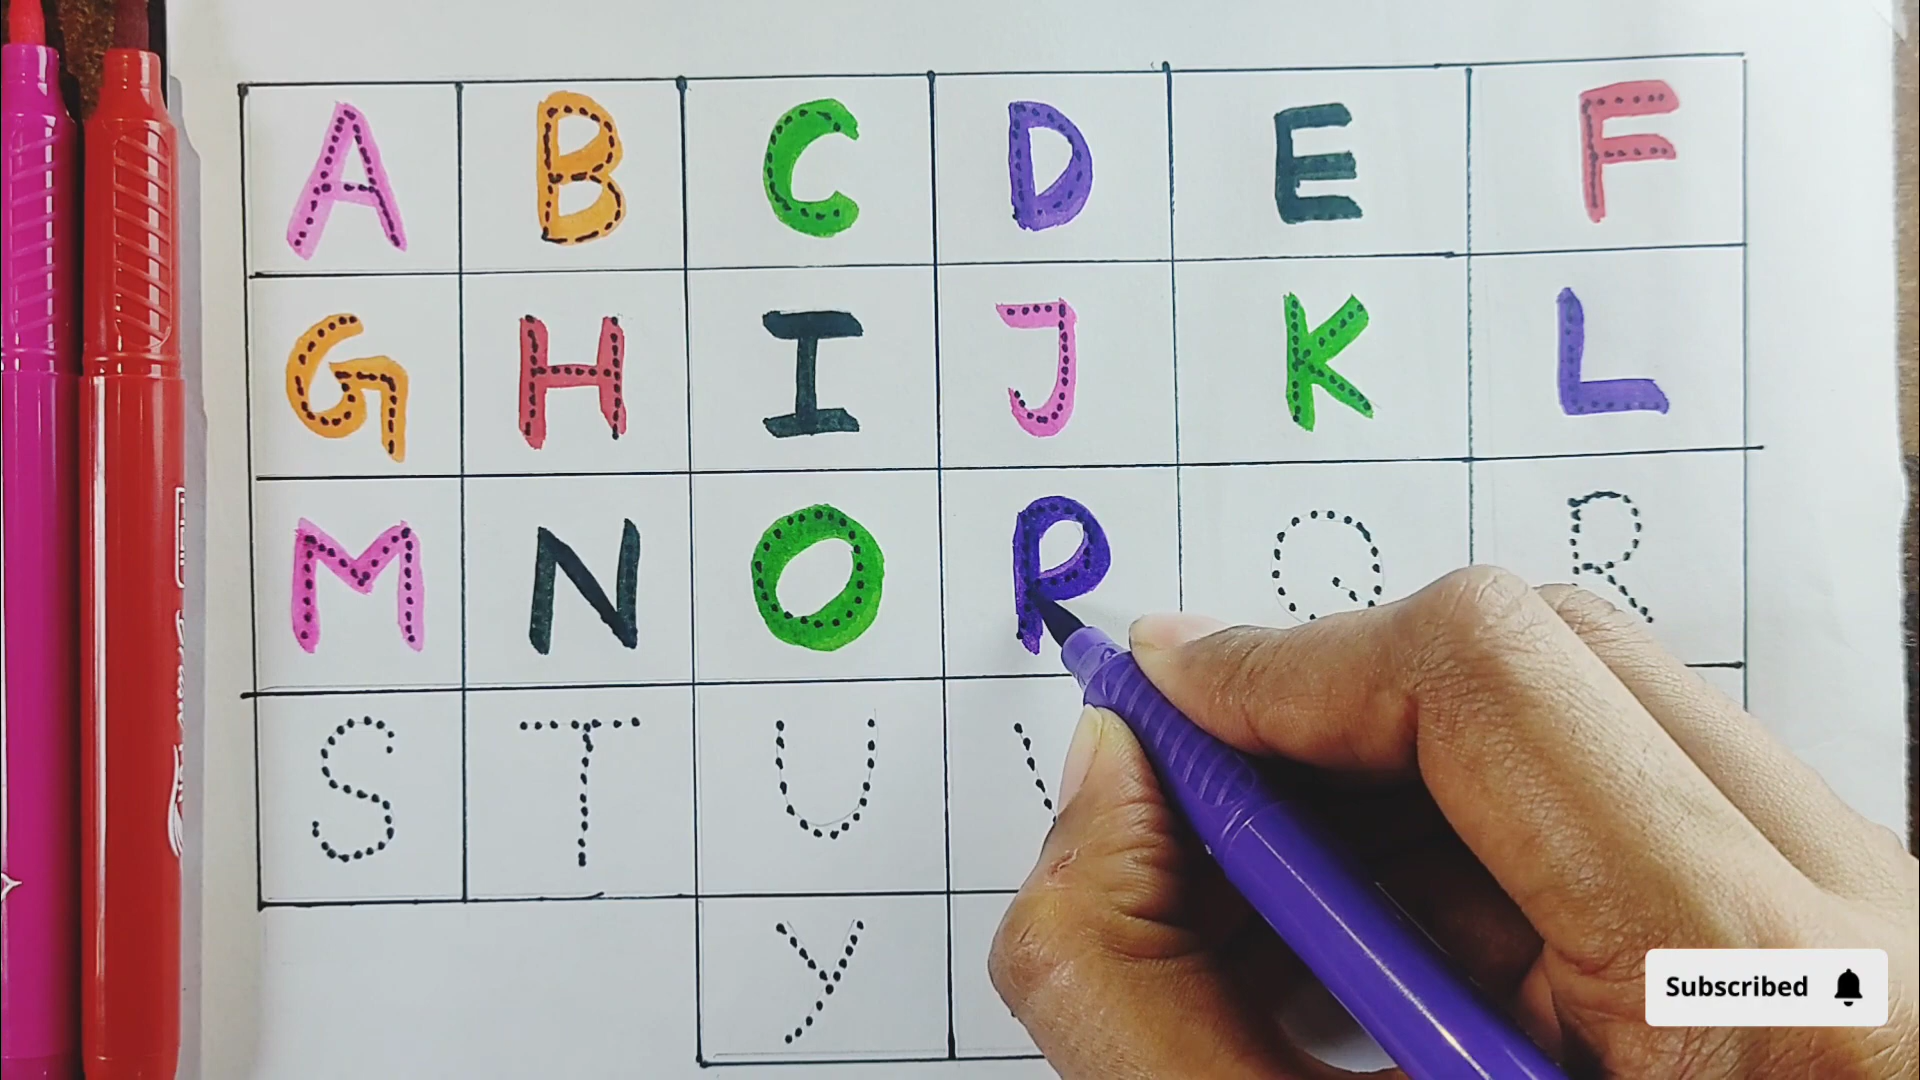 A B C D E F
G H I J K L
M N O P Q R
S T U V
Y
Subscribed